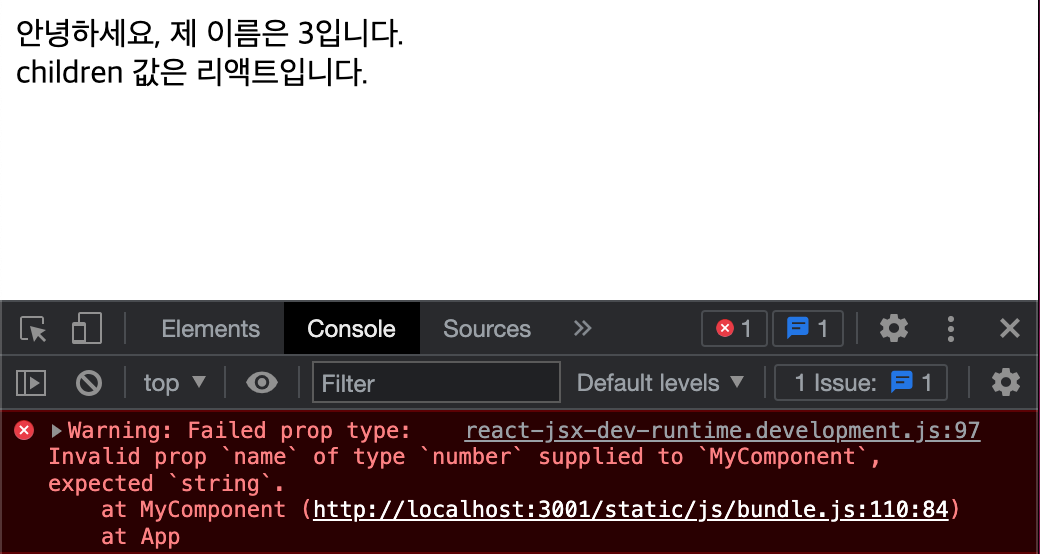 안녕하세요, 제 이름은 3입니다.
children 값은 리액트입니다.
Elements Console Sources 1 1
top Filter Default levels 1 Issue: 1
Warning: Failed prop type: react-jsx-dev-runtime.development.js:97
Invalid prop `name` of type `number` supplied to `MyComponent`,
expected `string`.
at MyComponent (http://localhost:3001/static/js/bundle.js:110:84)
at App